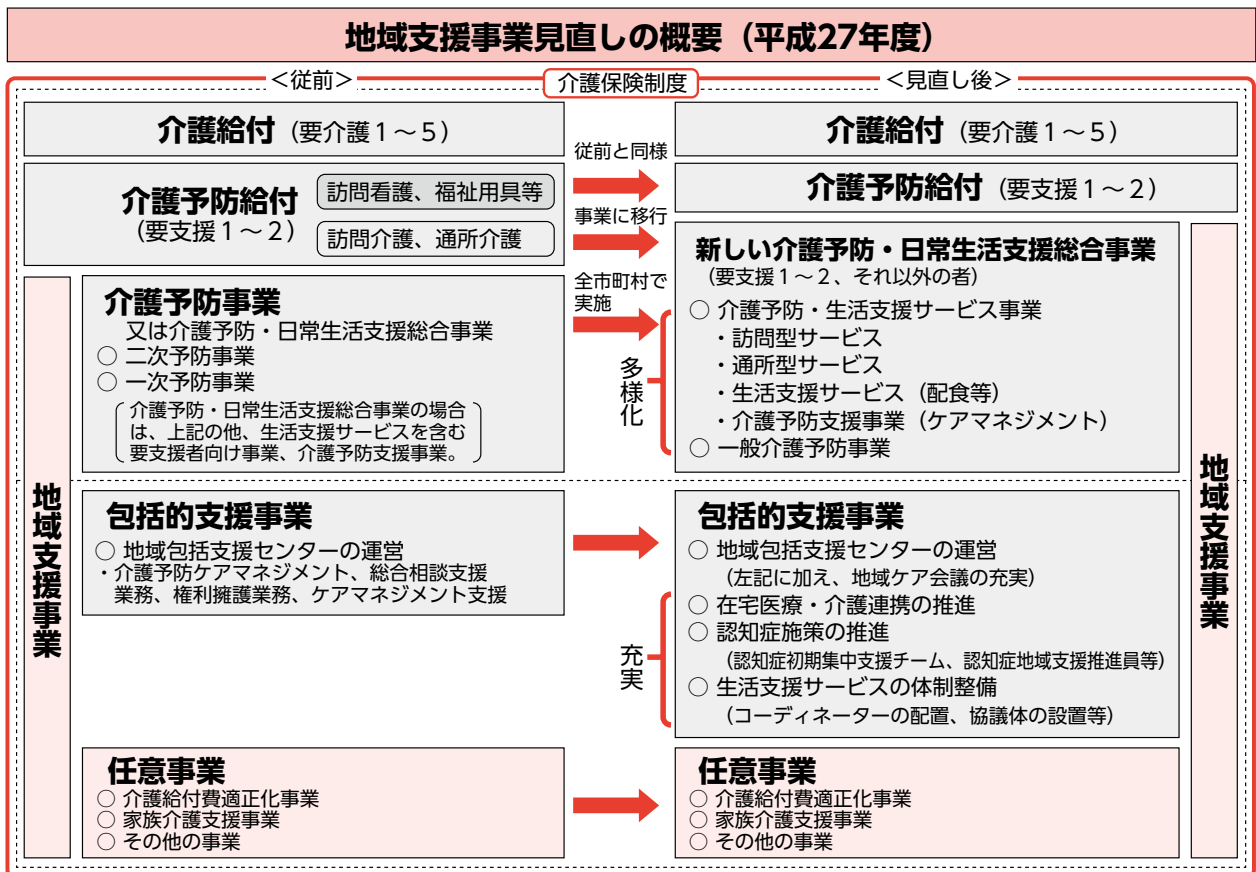 地域支援事業見直しの概要（平成27年度）
＜従前＞
介護保険制度
＜見直し後＞
介護給付（要介護１～５）
介護予防給付
（要支援１～２）
訪問看護、福祉用具等
訪問介護、通所介護
地域支援事業
介護予防事業
又は介護予防・日常生活支援総合事業
○ 二次予防事業
○ 一次予防事業
介護予防・日常生活支援総合事業の場合
は、上記の他、生活支援サービスを含む
要支援者向け事業、介護予防支援事業。
包括的支援事業
○ 地域包括支援センターの運営
・介護予防ケアマネジメント、総合相談支援
業務、権利擁護業務、ケアマネジメント支援
任意事業
○ 介護給付費適正化事業
○ 家族介護支援事業
○ その他の事業
従前と同様
事業に移行
全市町村で
実施
多様化
充実
介護給付（要介護１～５）
介護予防給付（要支援１～２）
新しい介護予防・日常生活支援総合事業
（要支援１～２、それ以外の者）
○ 介護予防・生活支援サービス事業
・訪問型サービス
・通所型サービス
・生活支援サービス（配食等）
・介護予防支援事業（ケアマネジメント）
○ 一般介護予防事業
包括的支援事業
○ 地域包括支援センターの運営
（左記に加え、地域ケア会議の充実）
○ 在宅医療・介護連携の推進
○ 認知症施策の推進
（認知症初期集中支援チーム、認知症地域支援推進員等）
○ 生活支援サービスの体制整備
（コーディネーターの配置、協議体の設置等）
任意事業
○ 介護給付費適正化事業
○ 家族介護支援事業
○ その他の事業
地域支援事業